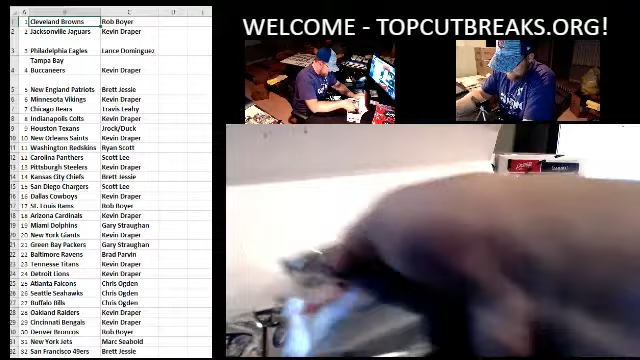 WELCOME - TOPCUTBREAKS.ORG!
1 Cleveland Browns Rob Boyer
2 Jacksonville Jaguars Kevin Draper
3 Philadelphia Eagles Lance Dominguez
Tampa Bay
4 Buccaneers Kevin Draper
5 New England Patriots Brett Jessie
6 Minnesota Vikings Kevin Draper
7 Chicago Bears Travis Leahy
8 Indianapolis Colts Kevin Draper
9 Houston Texans Jrock/Duck
10 New Orleans Saints Kevin Draper
11 Washington Redskins Ryan Scott
12 Carolina Panthers Scott Lee
13 Pittsburgh Steelers Kevin Draper
14 Kansas City Chiefs Brett Jessie
15 San Diego Chargers Scott Lee
16 Dallas Cowboys Kevin Draper
17 St. Louis Rams Rob Boyer
18 Arizona Cardinals Kevin Draper
19 Miami Dolphins Gary Straughan
20 New York Giants Kevin Draper
21 Green Bay Packers Gary Straughan
22 Baltimore Ravens Brad Parvin
23 Tennesse Titans Kevin Draper
24 Detroit Lions Kevin Draper
25 Atlanta Falcons Chris Ogden
26 Seattle Seahawks Chris Ogden
27 Buffalo Bills Chris Ogden
28 Oakland Raiders Kevin Draper
29 Cincinnati Bengals Kevin Draper
30 Denver Broncos Rob Boyer
31 New York Jets Marc Seabold
32 San Francisco 49ers Brett Jessie